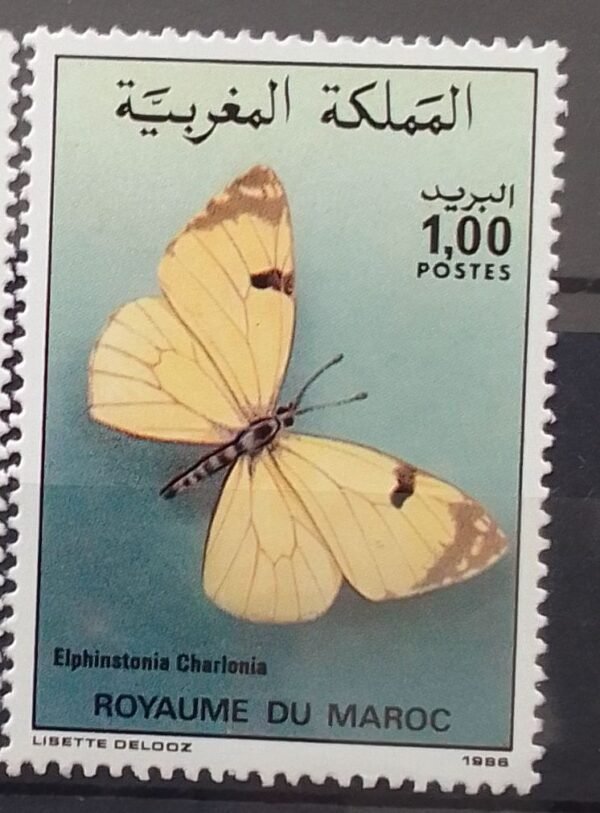 المملكة المغربية
البريد
1,00
POSTES
Elphinstonia Charlonia
ROYAUME DU MAROC
LISETTE DELOOZ
1986